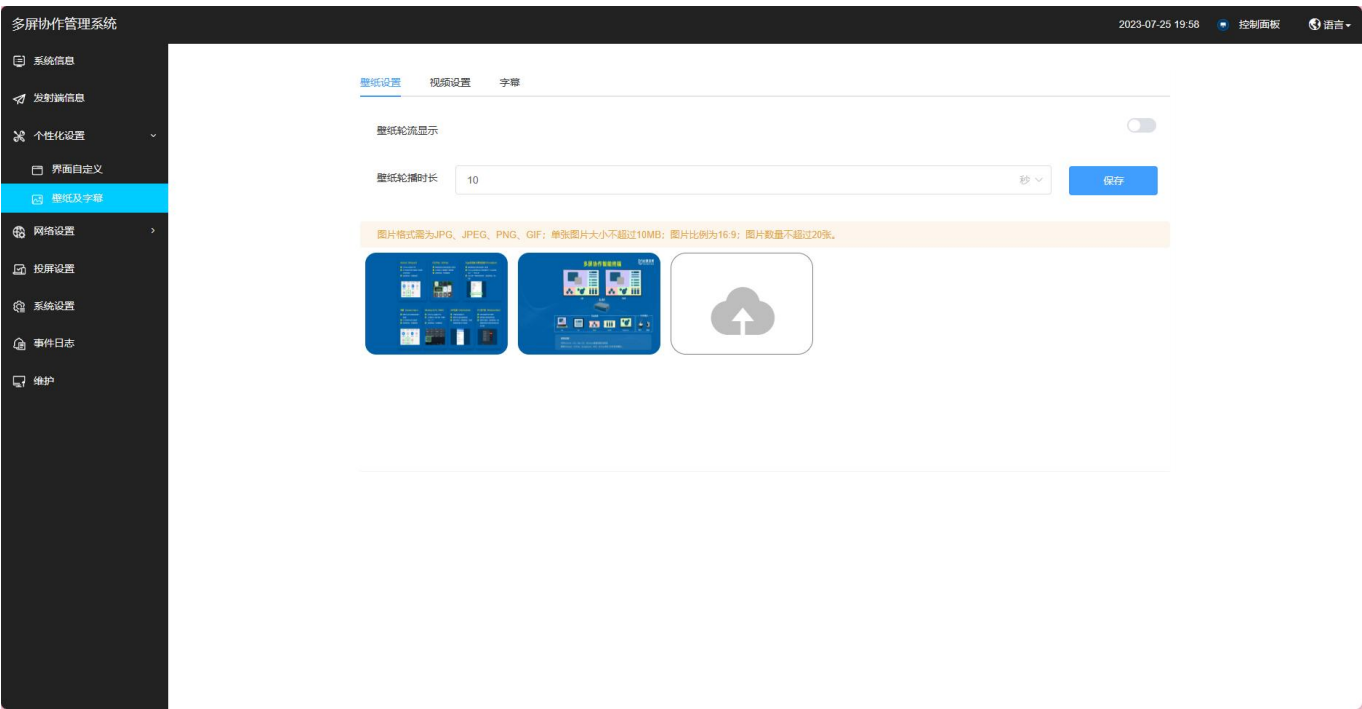 多屏协作管理系统
2023-07-25 19:58 控制面板 语言
系统信息
发射端信息
个性化设置
界面自定义
壁纸及字幕
网络设置
投屏设置
系统设置
事件日志
维护
壁纸设置 视频设置 字幕
壁纸轮流显示
壁纸轮播时长 10 秒 保存
图片格式需为JPG、JPEG、PNG、GIF；单张图片大小不超过10MB；图片比例为16:9；图片数量不超过20张。
多屏协作智能终端